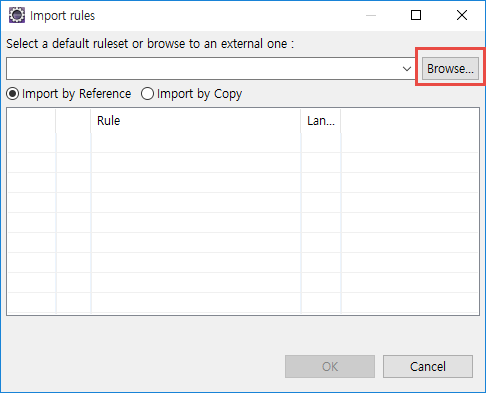 Import rules
Select a default ruleset or browse to an external one :
Browse...
Import by Reference Import by Copy
Rule Lan...
OK Cancel